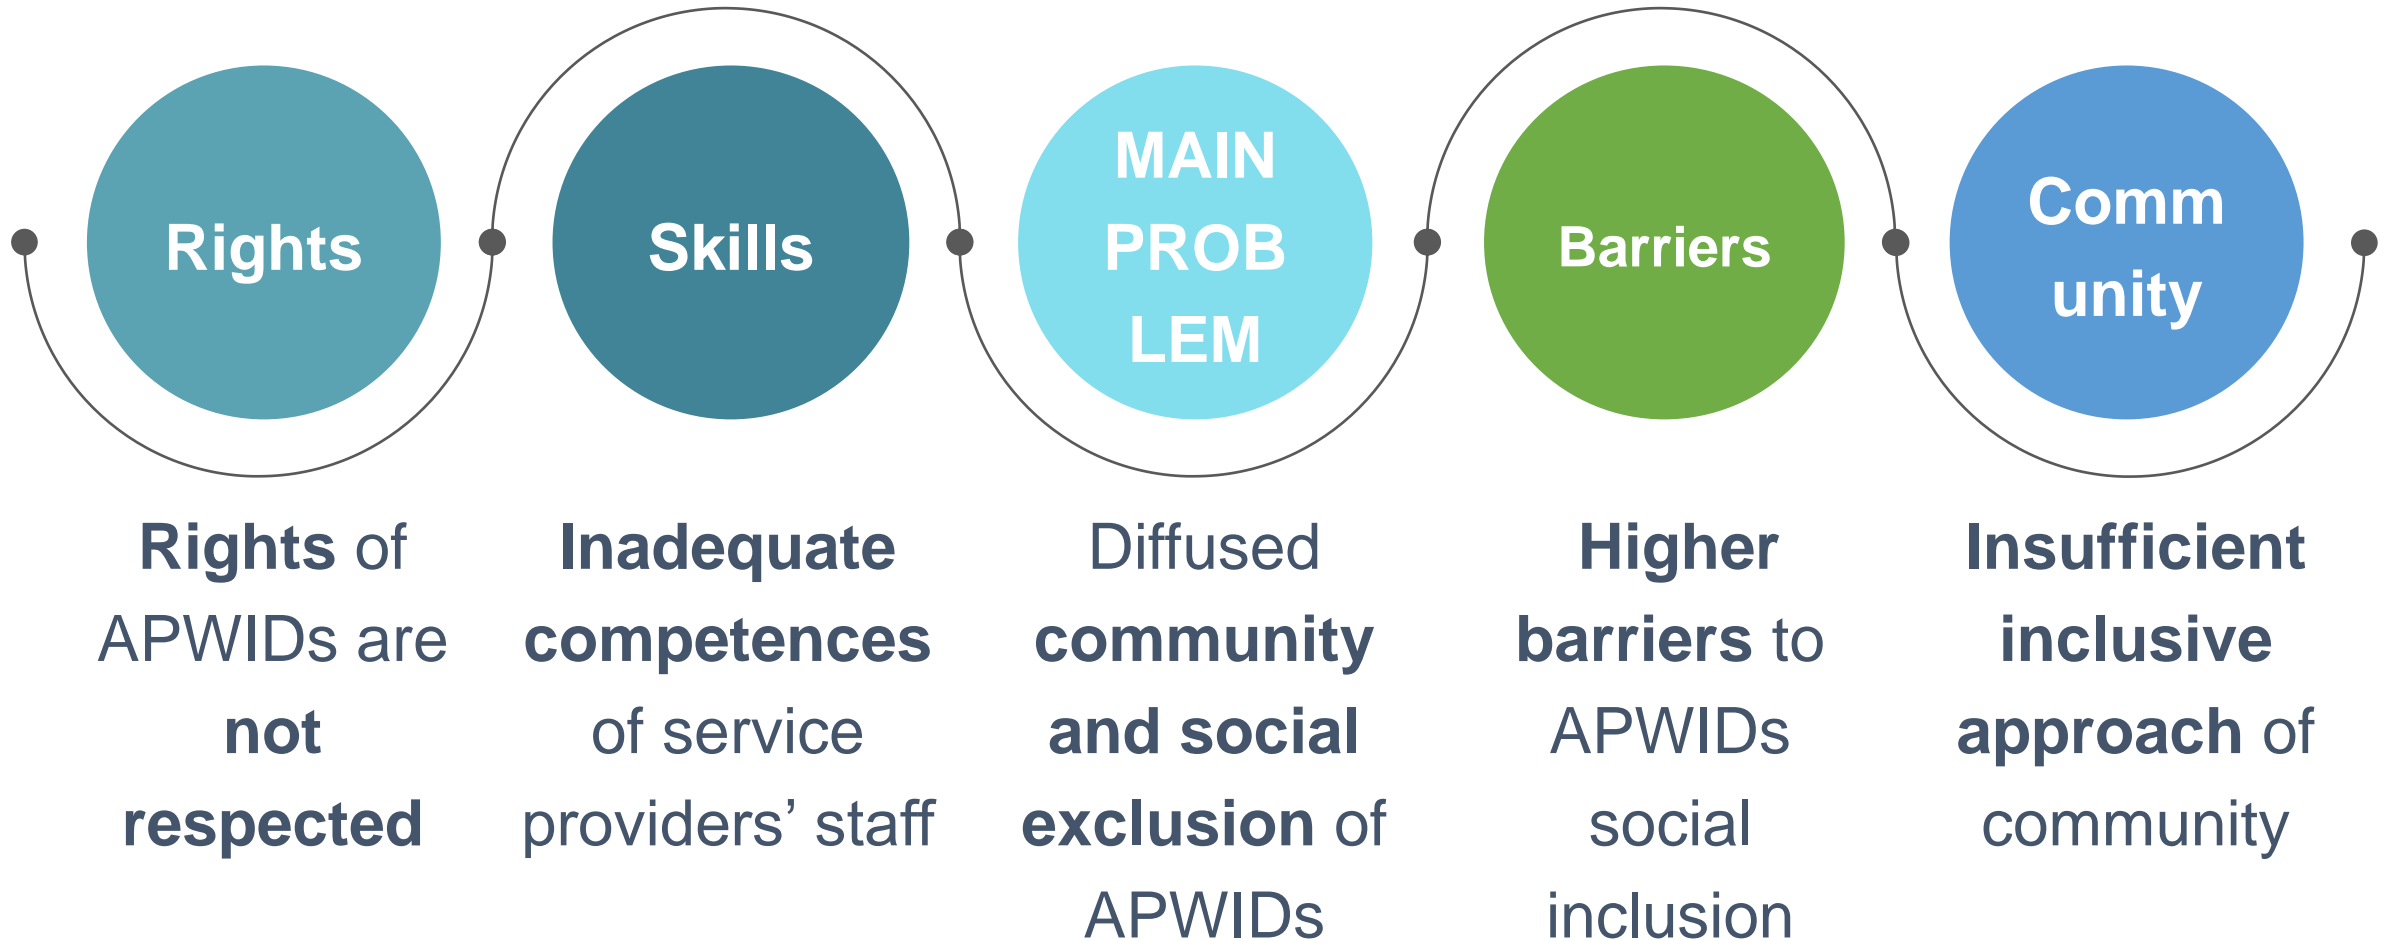 Rights
Skills
MAIN
PROB
LEM
Barriers
Comm
unity
Rights of
APWIDs are
not
respected
Inadequate
competences
of service
providers’ staff
Diffused
community
and social
exclusion of
APWIDs
Higher
barriers to
APWIDs
social
inclusion
Insufficient
inclusive
approach of
community